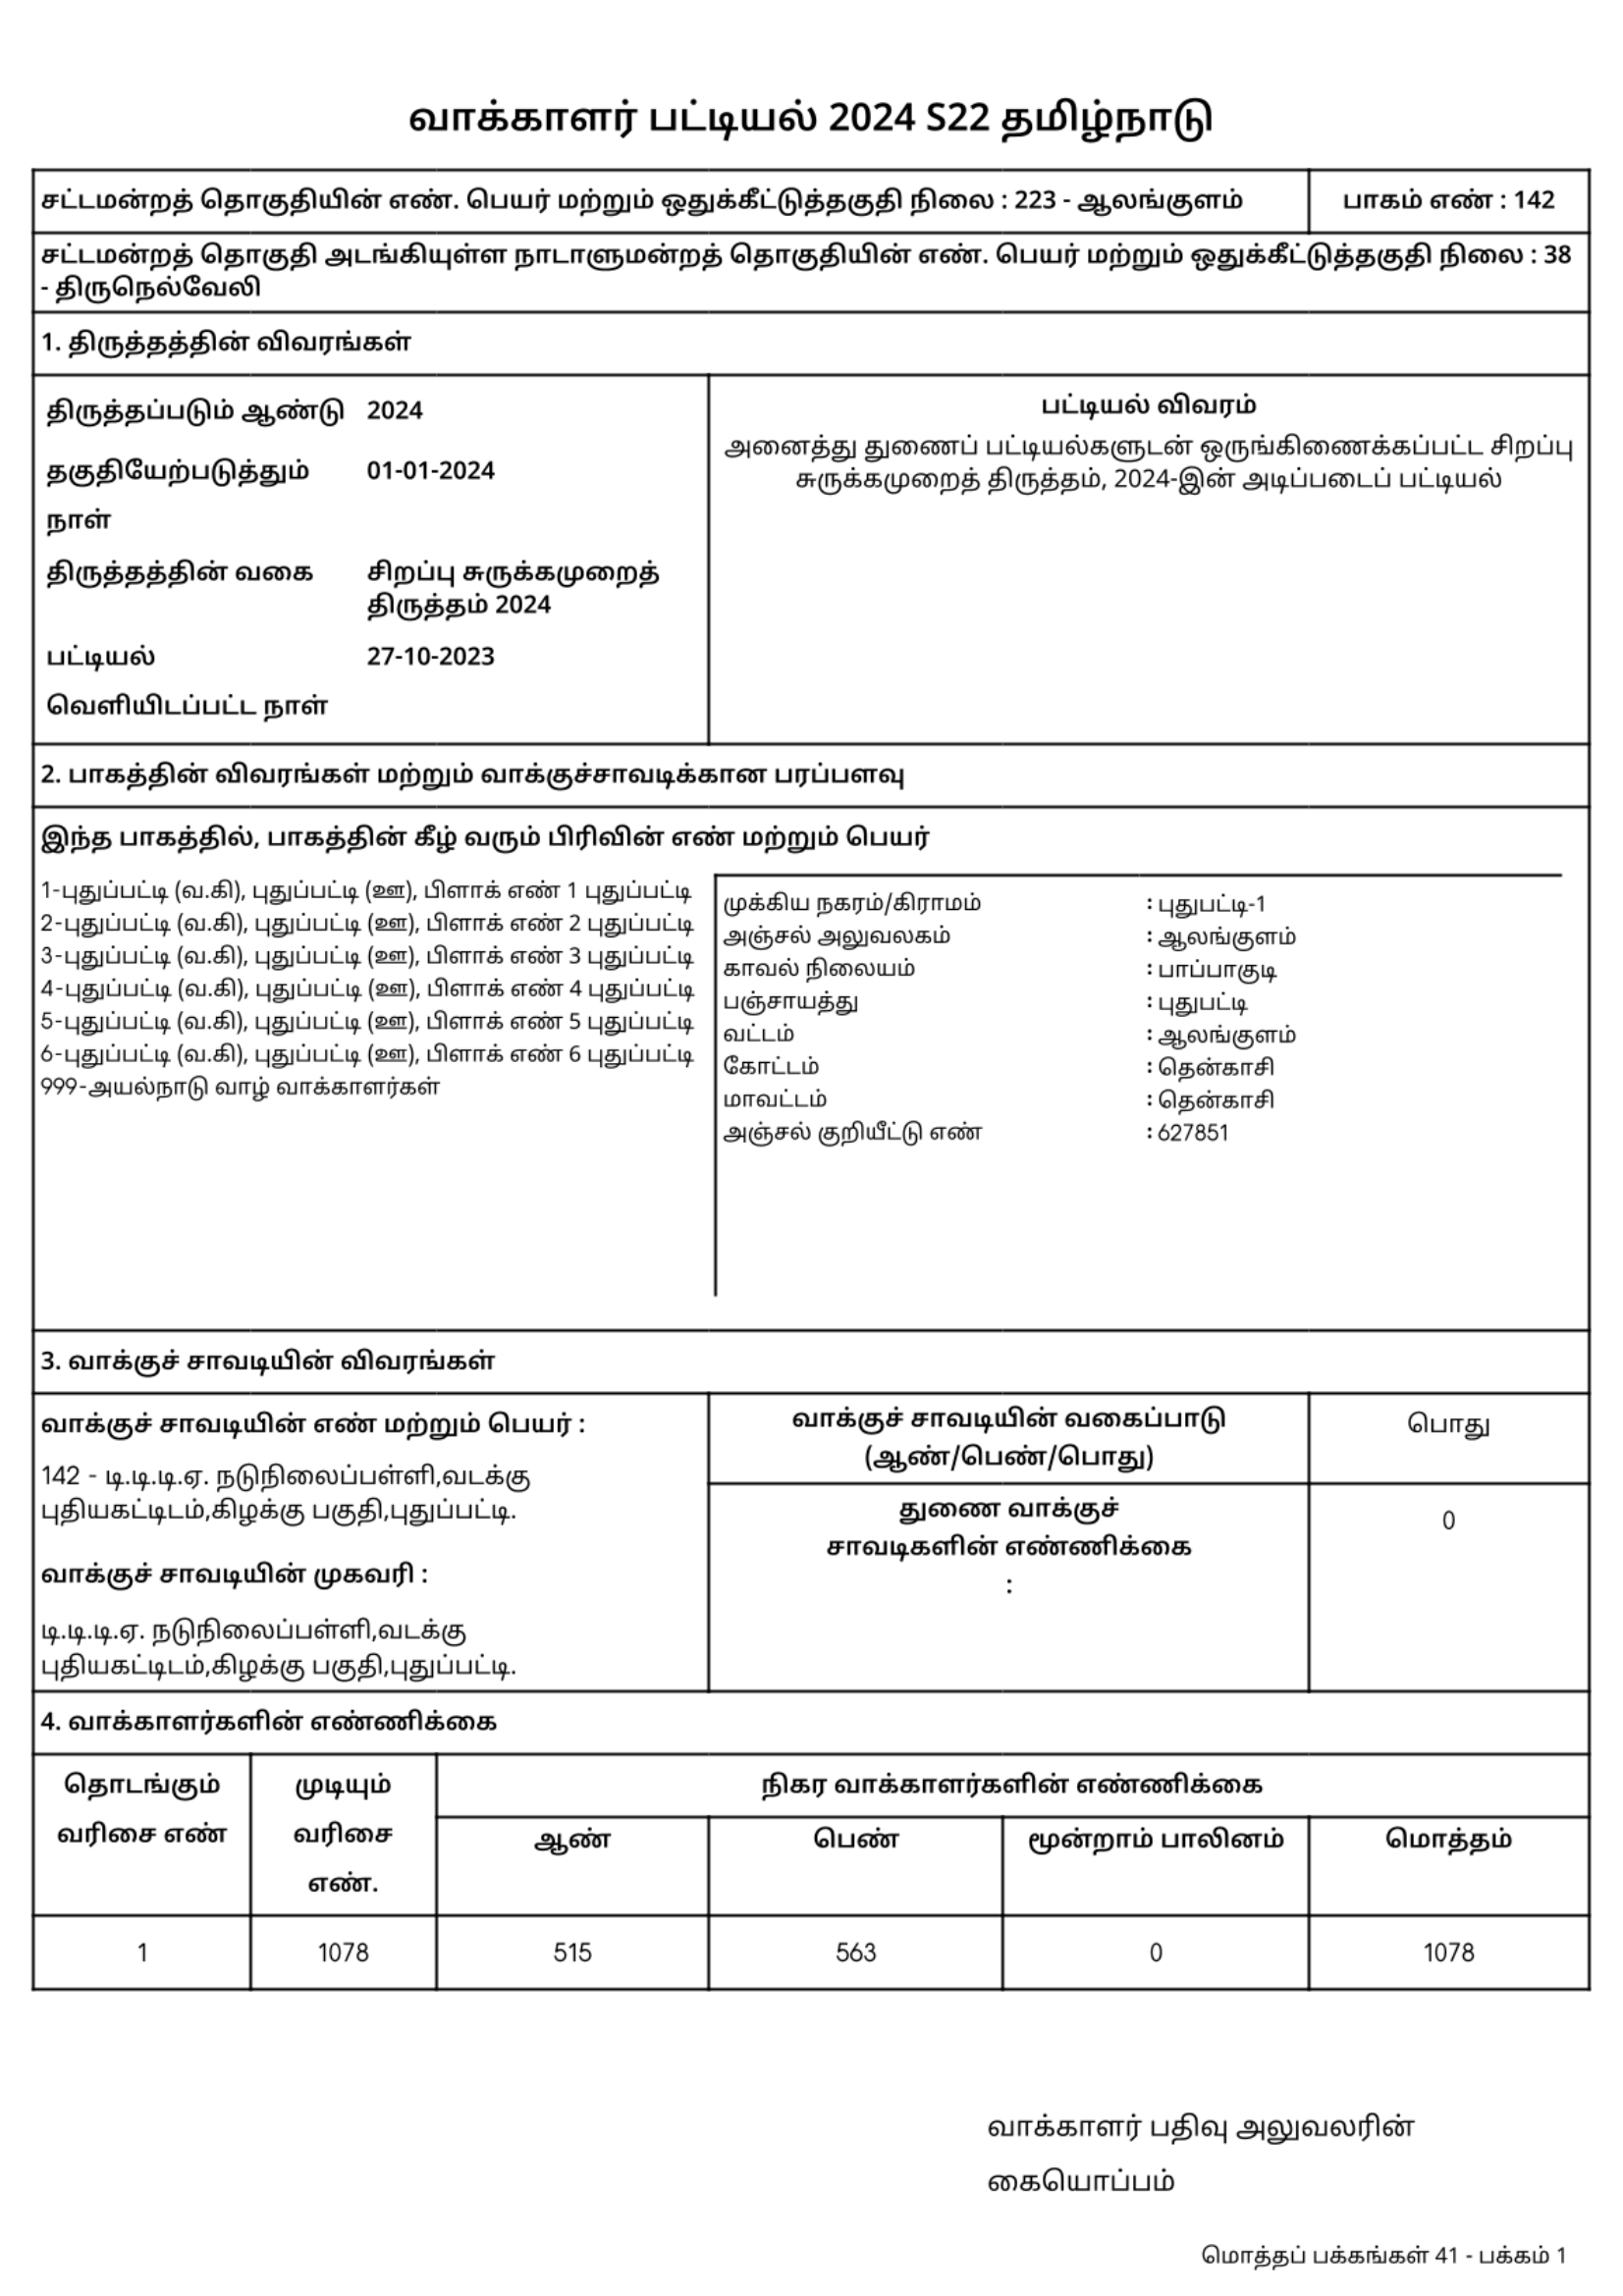 வாக்காளர் பட்டியல் 2024 S22 தமிழ்நாடு
சட்டமன்றத் தொகுதியின் எண். பெயர் மற்றும் ஒதுக்கீட்டுத்தகுதி நிலை : 223 - ஆலங்குளம்
பாகம் எண் : 142
சட்டமன்றத் தொகுதி அடங்கியுள்ள நாடாளுமன்றத் தொகுதியின் எண். பெயர் மற்றும் ஒதுக்கீட்டுத்தகுதி நிலை : 38
- திருநெல்வேலி
1. திருத்தத்தின் விவரங்கள்
திருத்தப்படும் ஆண்டு 2024
தகுதியேற்படுத்தும் 01-01-2024
நாள்
திருத்தத்தின் வகை சிறப்பு சுருக்கமுறைத்
திருத்தம் 2024
பட்டியல் 27-10-2023
வெளியிடப்பட்ட நாள்
பட்டியல் விவரம்
அனைத்து துணைப் பட்டியல்களுடன் ஒருங்கிணைக்கப்பட்ட சிறப்பு
சுருக்கமுறைத் திருத்தம், 2024-இன் அடிப்படைப் பட்டியல்
2. பாகத்தின் விவரங்கள் மற்றும் வாக்குச்சாவடிக்கான பரப்பளவு
இந்த பாகத்தில், பாகத்தின் கீழ் வரும் பிரிவின் எண் மற்றும் பெயர்
1-புதுப்பட்டி (வ.கி), புதுப்பட்டி (ஊ), பிளாக் எண் 1 புதுப்பட்டி
2-புதுப்பட்டி (வ.கி), புதுப்பட்டி (ஊ), பிளாக் எண் 2 புதுப்பட்டி
3-புதுப்பட்டி (வ.கி), புதுப்பட்டி (ஊ), பிளாக் எண் 3 புதுப்பட்டி
4-புதுப்பட்டி (வ.கி), புதுப்பட்டி (ஊ), பிளாக் எண் 4 புதுப்பட்டி
5-புதுப்பட்டி (வ.கி), புதுப்பட்டி (ஊ), பிளாக் எண் 5 புதுப்பட்டி
6-புதுப்பட்டி (வ.கி), புதுப்பட்டி (ஊ), பிளாக் எண் 6 புதுப்பட்டி
999-அயல்நாடு வாழ் வாக்காளர்கள்
முக்கிய நகரம்/கிராமம் : புதுபட்டி-1
அஞ்சல் அலுவலகம் : ஆலங்குளம்
காவல் நிலையம் : பாப்பாகுடி
பஞ்சாயத்து : புதுபட்டி
வட்டம் : ஆலங்குளம்
கோட்டம் : தென்காசி
மாவட்டம் : தென்காசி
அஞ்சல் குறியீட்டு எண் : 627851
3. வாக்குச் சாவடியின் விவரங்கள்
வாக்குச் சாவடியின் எண் மற்றும் பெயர் :
142 - டி.டி.டி.ஏ. நடுநிலைப்பள்ளி,வடக்கு
புதியகட்டிடம்,கிழக்கு பகுதி,புதுப்பட்டி.
வாக்குச் சாவடியின் முகவரி :
டி.டி.டி.ஏ. நடுநிலைப்பள்ளி,வடக்கு
புதியகட்டிடம்,கிழக்கு பகுதி,புதுப்பட்டி.
வாக்குச் சாவடியின் வகைப்பாடு
(ஆண்/பெண்/பொது)
பொது
துணை வாக்குச்
சாவடிகளின் எண்ணிக்கை
:
0
4. வாக்காளர்களின் எண்ணிக்கை
தொடங்கும்
வரிசை எண்
முடியும்
வரிசை
எண்.
நிகர வாக்காளர்களின் எண்ணிக்கை
ஆண் பெண் மூன்றாம் பாலினம் மொத்தம்
1 1078 515 563 0 1078
வாக்காளர் பதிவு அலுவலரின்
கையொப்பம்
மொத்தப் பக்கங்கள் 41 - பக்கம் 1